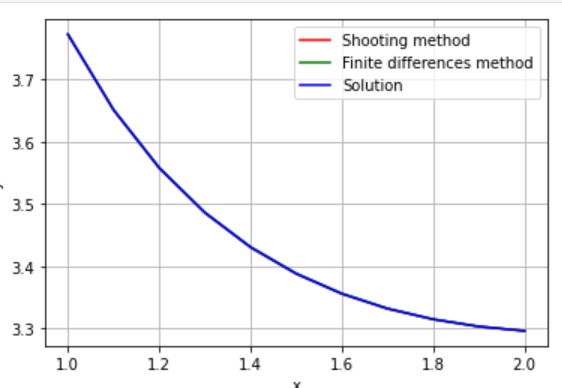 Shooting method
Finite differences method
Solution
3.7
3.6
3.5
3.4
3.3
1.0 1.2 1.4 1.6 1.8 2.0
x